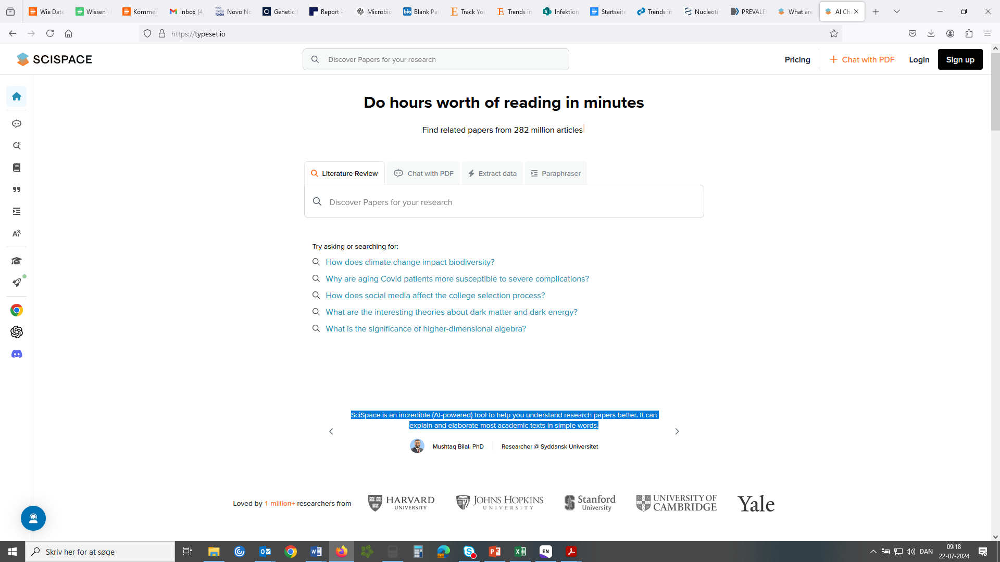 Wie Date
Wissen ·
Kommen
Inbox (4,
Novo No
Genetic
Report -
Microbio
Blank Pa
Track You
Trends in
Infektion
Startseite
Trends in
Nucleoti
PREVALE
What are
AI Ch
https://typeset.io
SCISPACE
Discover Papers for your research
Pricing
Chat with PDF
Login
Sign up
Do hours worth of reading in minutes
Find related papers from 282 million articles
Literature Review
Chat with PDF
Extract data
Paraphraser
Discover Papers for your research
Try asking or searching for:
How does climate change impact biodiversity?
Why are aging Covid patients more susceptible to severe complications?
How does social media affect the college selection process?
What are the interesting theories about dark matter and dark energy?
What is the significance of higher-dimensional algebra?
SciSpace is an incredible (AI-powered) tool to help you understand research papers better. It can
explain and elaborate most academic texts in simple words.
Mushtaq Bilal, PhD
Researcher @ Syddansk Universitet
Loved by 1 million+ researchers from
HARVARD
UNIVERSITY
JOHNS HOPKINS
UNIVERSITY
Stanford
University
UNIVERSITY OF
CAMBRIDGE
Yale
Skriv her for at søge
EN
DAN
09:18
22-07-2024